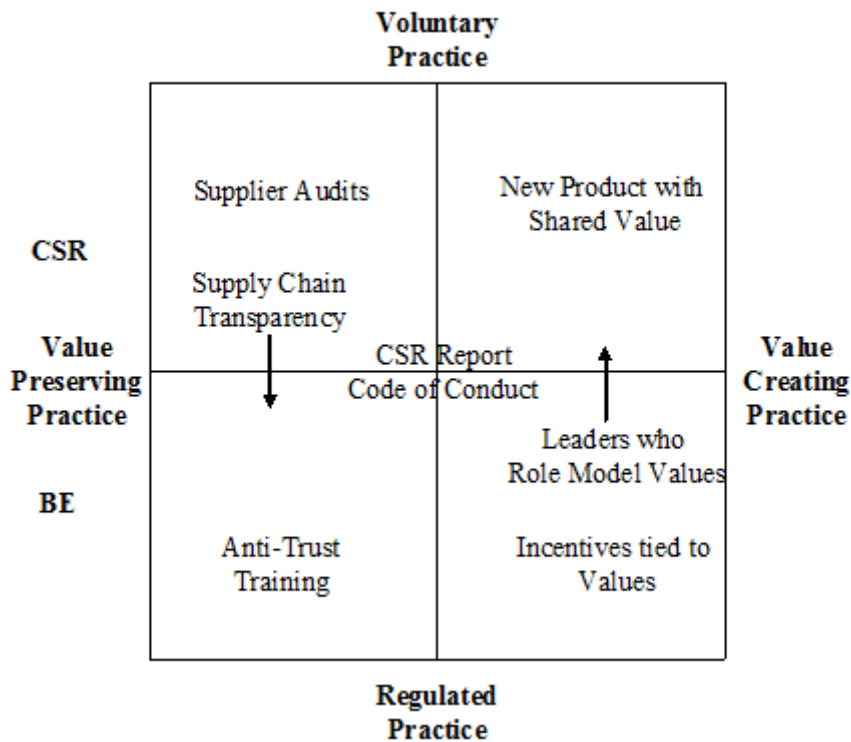 Voluntary
Practice
Supplier Audits
New Product with
Shared Value
CSR
Supply Chain
Transparency
CSR Report
Value
Preserving
Practice
Value
Creating
Practice
Code of Conduct
Leaders who
Role Model Values
BE
Anti-Trust
Training
Incentives tied to
Values
Regulated
Practice